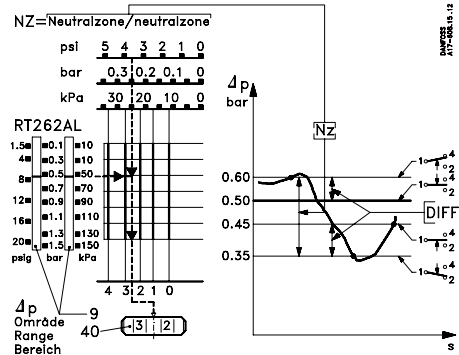 NZ=Neutralzone/neutralzone
psi 5 4 3 2 1 0
bar 0.3 0.2 0.1 0
kPa 30 20 10 0
RT262AL
1.5 0.1 10
4 0.3 30
8 0.5 50
0.7 70
12 0.9 90
16 1.1 110
1.3 130
20 1.5 150
psig bar kPa
4 3 2 1 0
Δp
Område
Range
Bereich
9
40
3 2
DANFOSS
A17-606.15.12
Δp
bar
Nz
0.60
0.50
0.45
0.35
DIFF
1 4
2
1 4
2
1 4
2
1 4
2
s